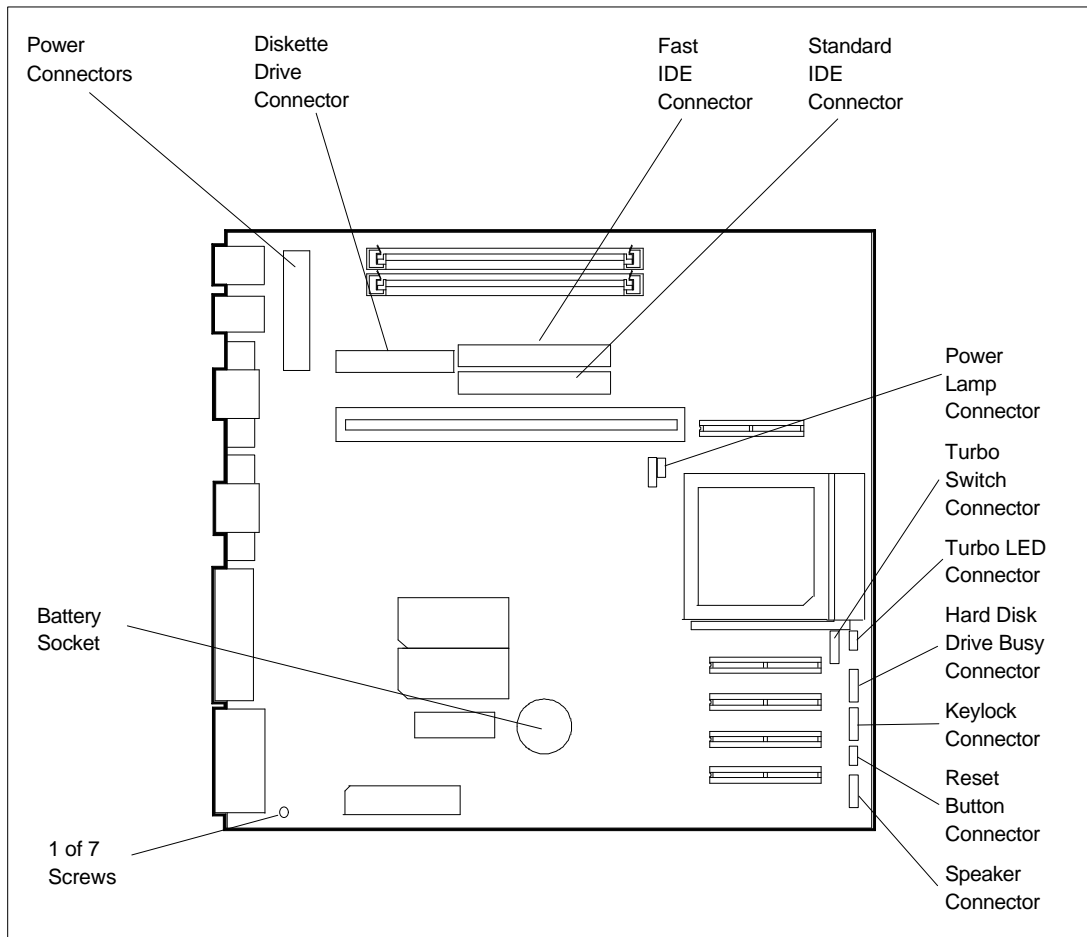 Power
Connectors
Diskette
Drive
Connector
Fast
IDE
Connector
Standard
IDE
Connector
Power
Lamp
Connector
Turbo
Switch
Connector
Turbo LED
Connector
Hard Disk
Drive Busy
Connector
Keylock
Connector
Reset
Button
Connector
Speaker
Connector
Battery
Socket
1 of 7
Screws